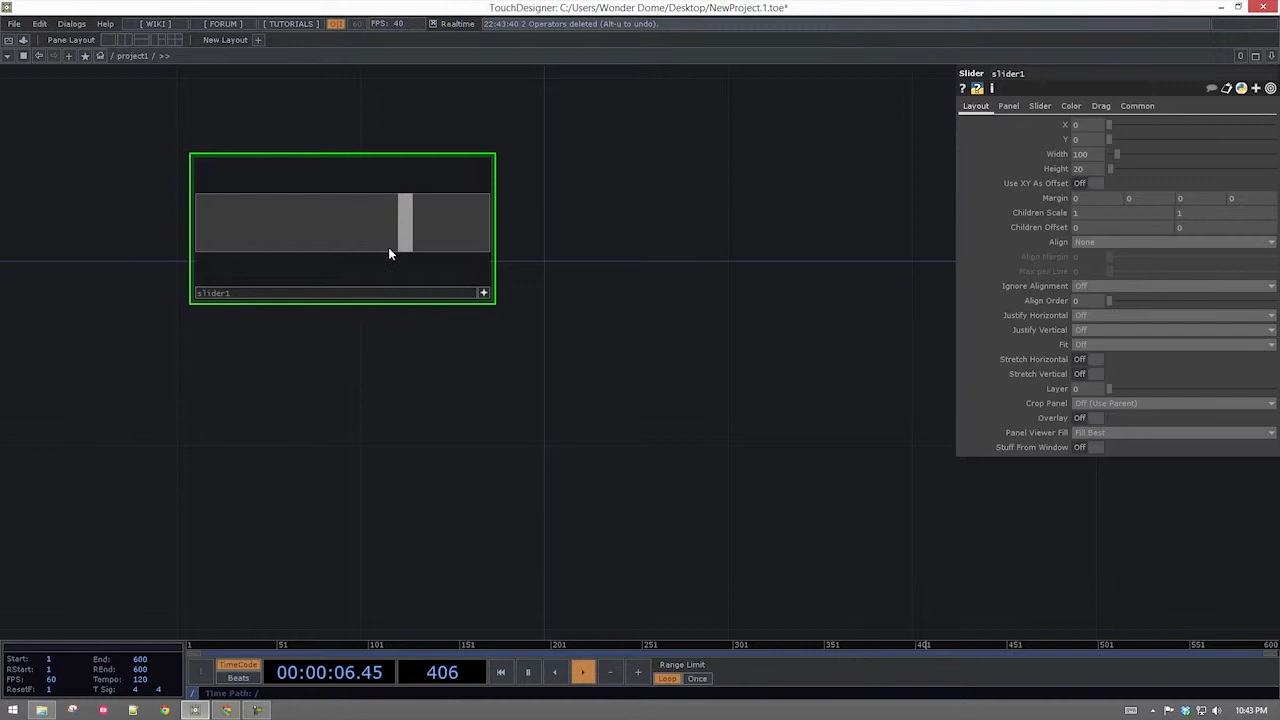 TouchDesigner: C:/Users/Wonder Dome/Desktop/NewProject.1.toe*
File Edit Dialogs Help [ WIKI ] [ FORUM ] [ TUTORIALS ] O|I 60 FPS: 40 Realtime 22:43:40 2 Operators deleted (Alt-u to undo).
Pane Layout New Layout +
/ project1 / >>
Slider slider1
Layout Panel Slider Color Drag Common
X 0
Y 0
Width 100
Height 20
Use XY As Offset Off
Margin 0 0 0 0
Children Scale 1 1
Children Offset 0 0
Align None
Align Margin 0
Max per Line 0
Ignore Alignment Off
Align Order 0
Justify Horizontal Off
Justify Vertical Off
Fit Off
Stretch Horizontal Off
Stretch Vertical Off
Layer 0
Crop Panel Off (Use Parent)
Overlay Off
Panel Viewer Fill Fill Best
Stuff From Window Off
slider1
1 51 101 151 201 251 301 351 401 451 501 551 600
Start: 1 End: 600
RStart: 1 REnd: 600
FPS: 60 Tempo: 120
ResetF: 1 T Sig: 4 4
TimeCode
Beats
00:00:06.45
406
Range Limit
Loop Once
/ Time Path: /
10:43 PM